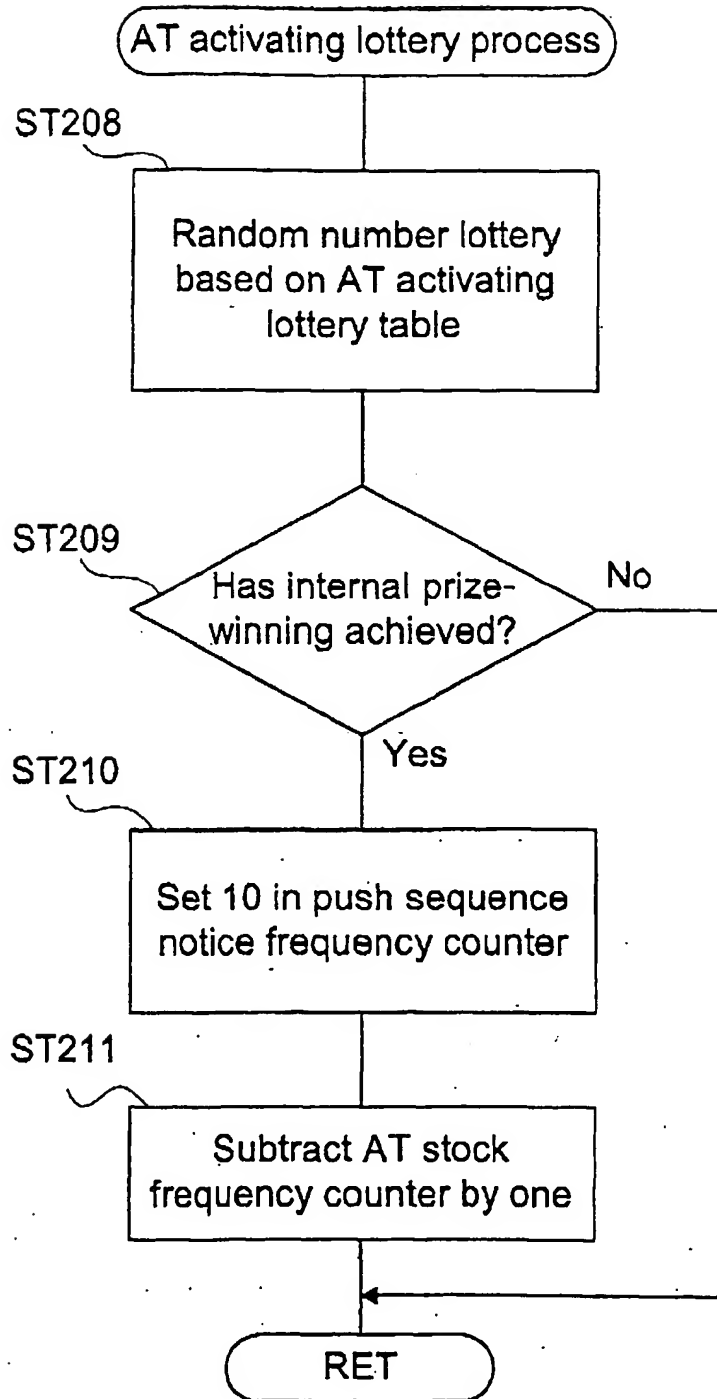 AT activating lottery process
ST208
Random number lottery
based on AT activating
lottery table
ST209
Has internal prize-
winning achieved?
No
Yes
ST210
Set 10 in push sequence
notice frequency counter
ST211
Subtract AT stock
frequency counter by one
RET